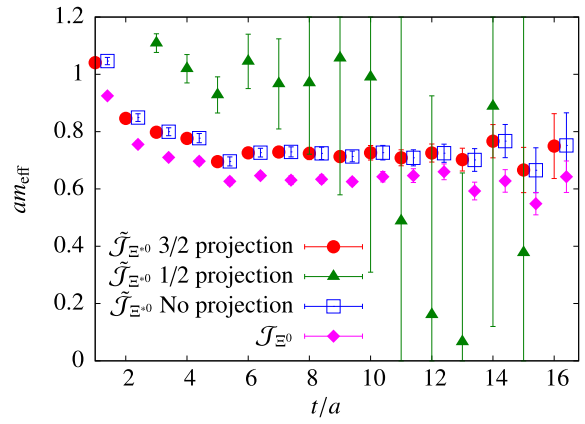 1.2
1
0.8
0.6
0.4
0.2
0
am_eff
𝒥̃_Ξ*0 3/2 projection
𝒥̃_Ξ*0 1/2 projection
𝒥̃_Ξ*0 No projection
𝒥_Ξ0
2 4 6 8 10 12 14 16
t/a